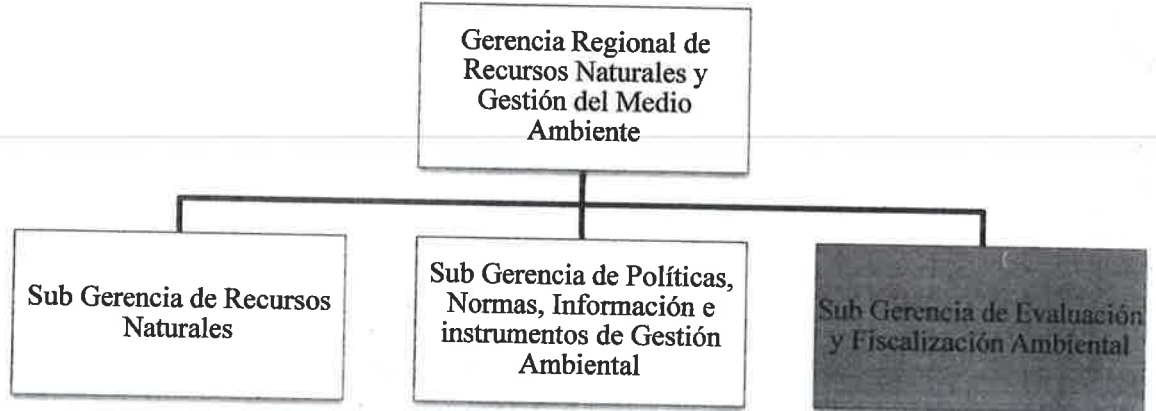 Gerencia Regional de
Recursos Naturales y
Gestión del Medio
Ambiente
Sub Gerencia de Recursos
Naturales
Sub Gerencia de Políticas,
Normas, Información e
instrumentos de Gestión
Ambiental
Sub Gerencia de Evaluación
y Fiscalización Ambiental